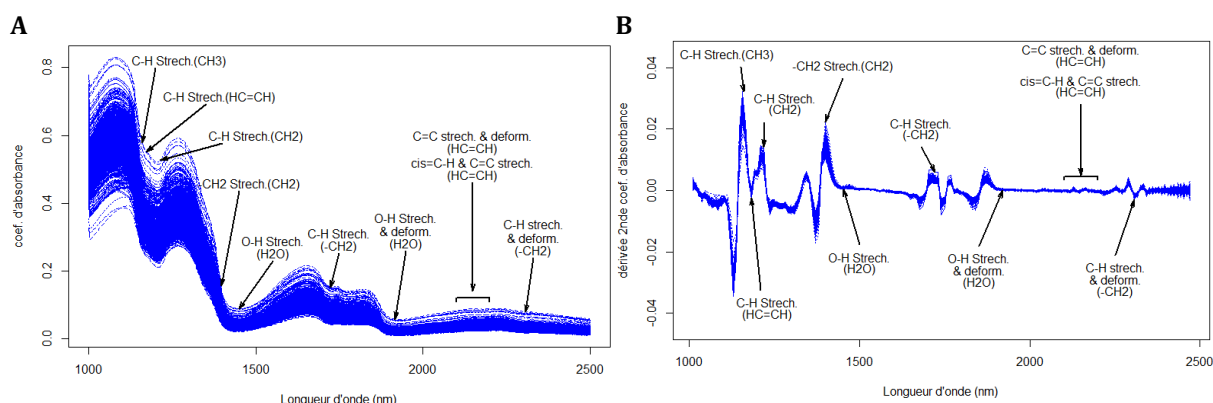 A
coef. d'absorbance
0.0
0.2
0.4
0.6
0.8
C-H Strech.(CH3)
C-H Strech.(HC=CH)
C-H Strech.(CH2)
CH2 Strech.(CH2)
O-H Strech.
(H2O)
C-H Strech.
(-CH2)
O-H Strech.
& deform.
(H2O)
C=C strech. & deform.
(HC=CH)
cis=C-H & C=C strech.
(HC=CH)
C-H strech.
& deform.
(-CH2)
1000
1500
2000
2500
Longueur d'onde (nm)
B
dérivée 2nde coef. d'absorbance
-0.04
-0.02
0.00
0.02
0.04
C-H Strech.(CH3)
-CH2 Strech.(CH2)
C-H Strech.
(CH2)
C-H Strech.
(-CH2)
C=C strech. & deform.
(HC=CH)
cis=C-H & C=C strech.
(HC=CH)
C-H Strech.
(HC=CH)
O-H Strech.
(H2O)
O-H Strech.
& deform.
(H2O)
C-H strech.
& deform.
(-CH2)
1000
1500
2000
2500
Longueur d'onde (nm)